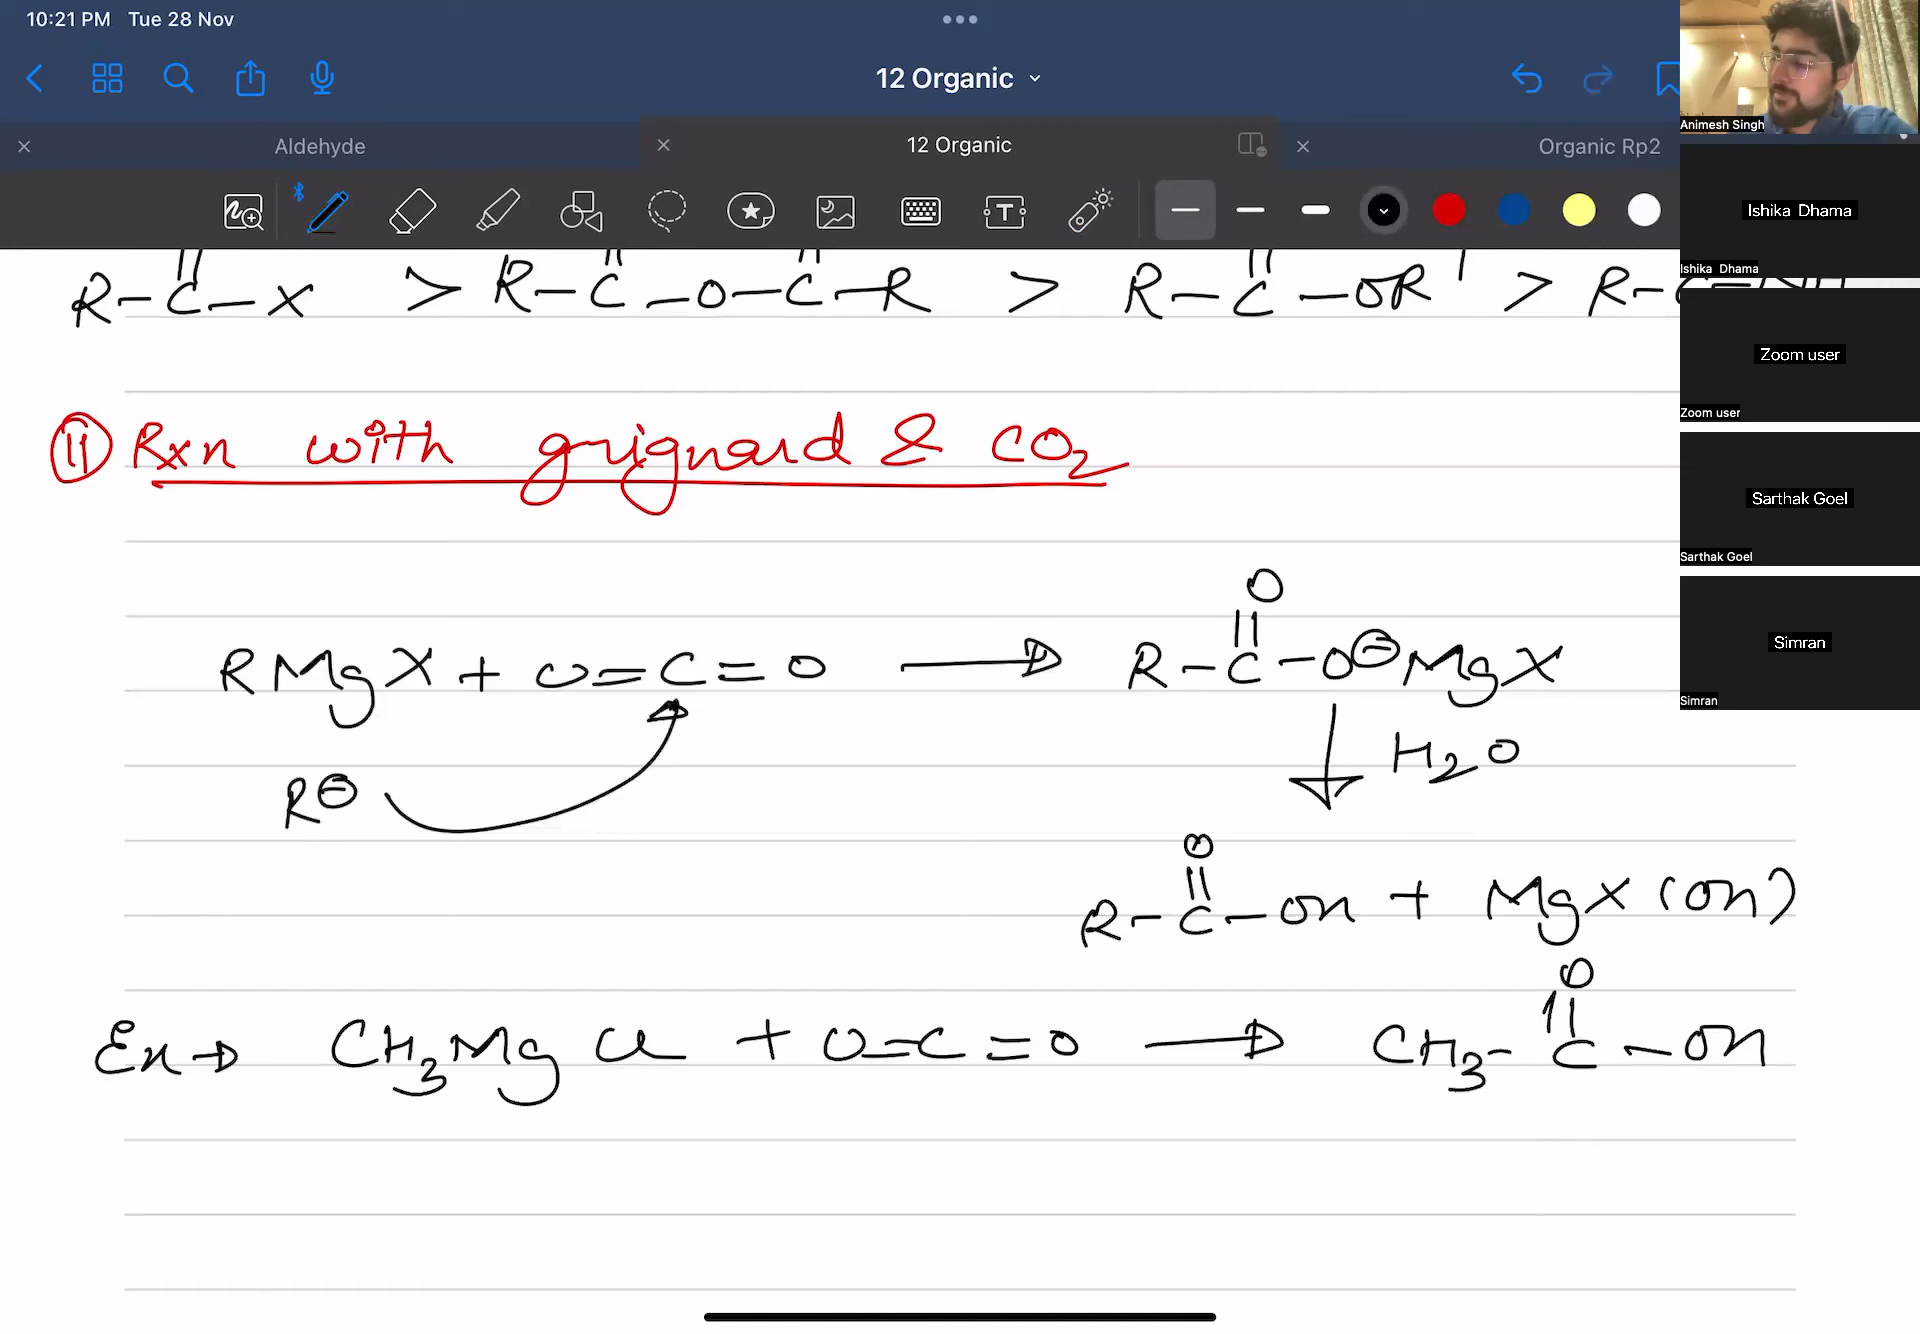 10:21 PM Tue 28 Nov
12 Organic
Aldehyde
12 Organic
Organic Rp2
T
Animesh Singh
Ishika Dhama
Ishika Dhama
Zoom user
Zoom user
Sarthak Goel
Sarthak Goel
Simran
Simran
R-C-X > R-C-O-C-R > R-C-OR' > R-
(11) Rxn with grignard & CO2
O
||
RMgX + O=C=O → R-C-O⊖MgX
R⊖
↓ H2O
O
||
R-C-OH + MgX(OH)
O
||
Ex→ CH3MgCl + O=C=O → CH3-C-OH